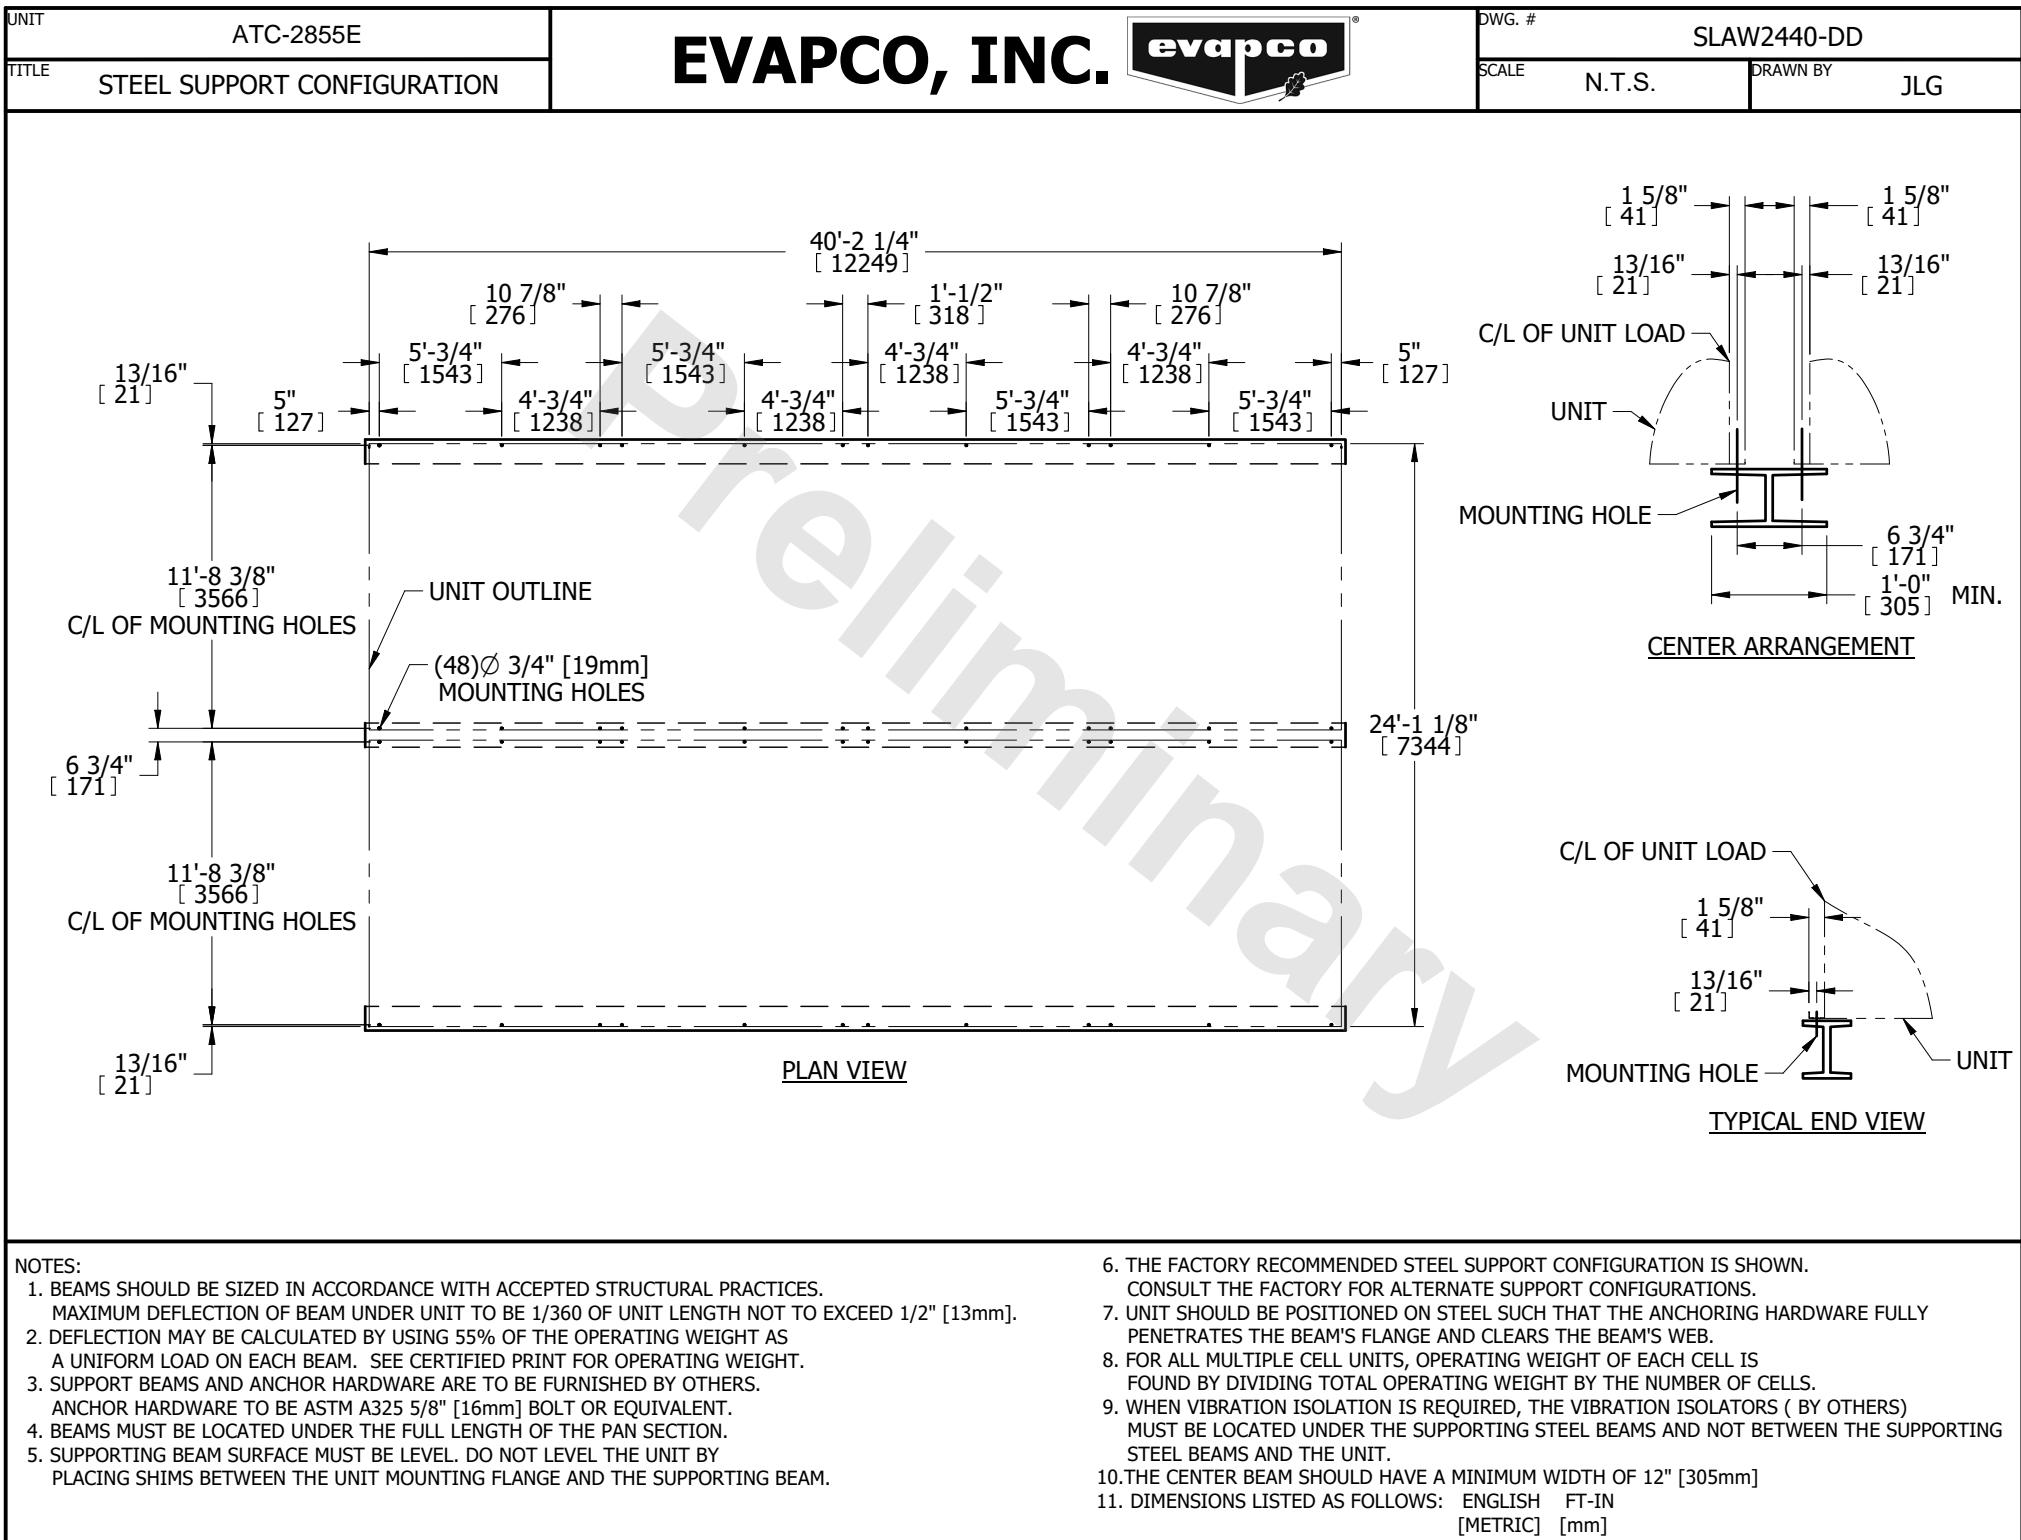 UNIT
ATC-2855E
TITLE
STEEL SUPPORT CONFIGURATION
EVAPCO, INC.
evapco
®
DWG. #
SLAW2440-DD
SCALE
N.T.S.
DRAWN BY
JLG
40'-2 1/4"
[ 12249]
10 7/8"
[ 276]
1'-1/2"
[ 318 ]
10 7/8"
[ 276]
5'-3/4"
[ 1543]
5'-3/4"
[ 1543]
4'-3/4"
[ 1238]
4'-3/4"
[ 1238]
5"
[ 127]
13/16"
[ 21]
5"
[ 127]
4'-3/4"
[ 1238]
4'-3/4"
[ 1238]
5'-3/4"
[ 1543]
5'-3/4"
[ 1543]
11'-8 3/8"
[ 3566]
C/L OF MOUNTING HOLES
UNIT OUTLINE
(48)Ø 3/4" [19mm]
MOUNTING HOLES
6 3/4"
[ 171]
24'-1 1/8"
[ 7344]
11'-8 3/8"
[ 3566]
C/L OF MOUNTING HOLES
13/16"
[ 21]
PLAN VIEW
Preliminary
1 5/8"
[ 41]
1 5/8"
[ 41]
13/16"
[ 21]
13/16"
[ 21]
C/L OF UNIT LOAD
UNIT
MOUNTING HOLE
6 3/4"
[ 171]
1'-0"
[ 305] MIN.
CENTER ARRANGEMENT
C/L OF UNIT LOAD
1 5/8"
[ 41]
13/16"
[ 21]
MOUNTING HOLE
UNIT
TYPICAL END VIEW
NOTES:
1. BEAMS SHOULD BE SIZED IN ACCORDANCE WITH ACCEPTED STRUCTURAL PRACTICES.
MAXIMUM DEFLECTION OF BEAM UNDER UNIT TO BE 1/360 OF UNIT LENGTH NOT TO EXCEED 1/2" [13mm].
2. DEFLECTION MAY BE CALCULATED BY USING 55% OF THE OPERATING WEIGHT AS
A UNIFORM LOAD ON EACH BEAM. SEE CERTIFIED PRINT FOR OPERATING WEIGHT.
3. SUPPORT BEAMS AND ANCHOR HARDWARE ARE TO BE FURNISHED BY OTHERS.
ANCHOR HARDWARE TO BE ASTM A325 5/8" [16mm] BOLT OR EQUIVALENT.
4. BEAMS MUST BE LOCATED UNDER THE FULL LENGTH OF THE PAN SECTION.
5. SUPPORTING BEAM SURFACE MUST BE LEVEL. DO NOT LEVEL THE UNIT BY
PLACING SHIMS BETWEEN THE UNIT MOUNTING FLANGE AND THE SUPPORTING BEAM.
6. THE FACTORY RECOMMENDED STEEL SUPPORT CONFIGURATION IS SHOWN.
CONSULT THE FACTORY FOR ALTERNATE SUPPORT CONFIGURATIONS.
7. UNIT SHOULD BE POSITIONED ON STEEL SUCH THAT THE ANCHORING HARDWARE FULLY
PENETRATES THE BEAM'S FLANGE AND CLEARS THE BEAM'S WEB.
8. FOR ALL MULTIPLE CELL UNITS, OPERATING WEIGHT OF EACH CELL IS
FOUND BY DIVIDING TOTAL OPERATING WEIGHT BY THE NUMBER OF CELLS.
9. WHEN VIBRATION ISOLATION IS REQUIRED, THE VIBRATION ISOLATORS ( BY OTHERS)
MUST BE LOCATED UNDER THE SUPPORTING STEEL BEAMS AND NOT BETWEEN THE SUPPORTING
STEEL BEAMS AND THE UNIT.
10.THE CENTER BEAM SHOULD HAVE A MINIMUM WIDTH OF 12" [305mm]
11. DIMENSIONS LISTED AS FOLLOWS: ENGLISH FT-IN
[METRIC] [mm]